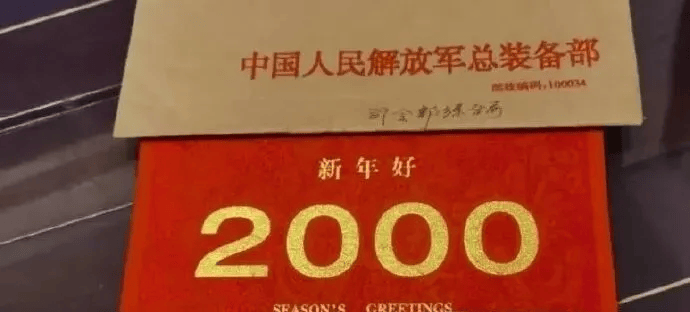 中国人民解放军总装备部
邮政编码:100034
新年好
2000
SEASON'S GREETINGS